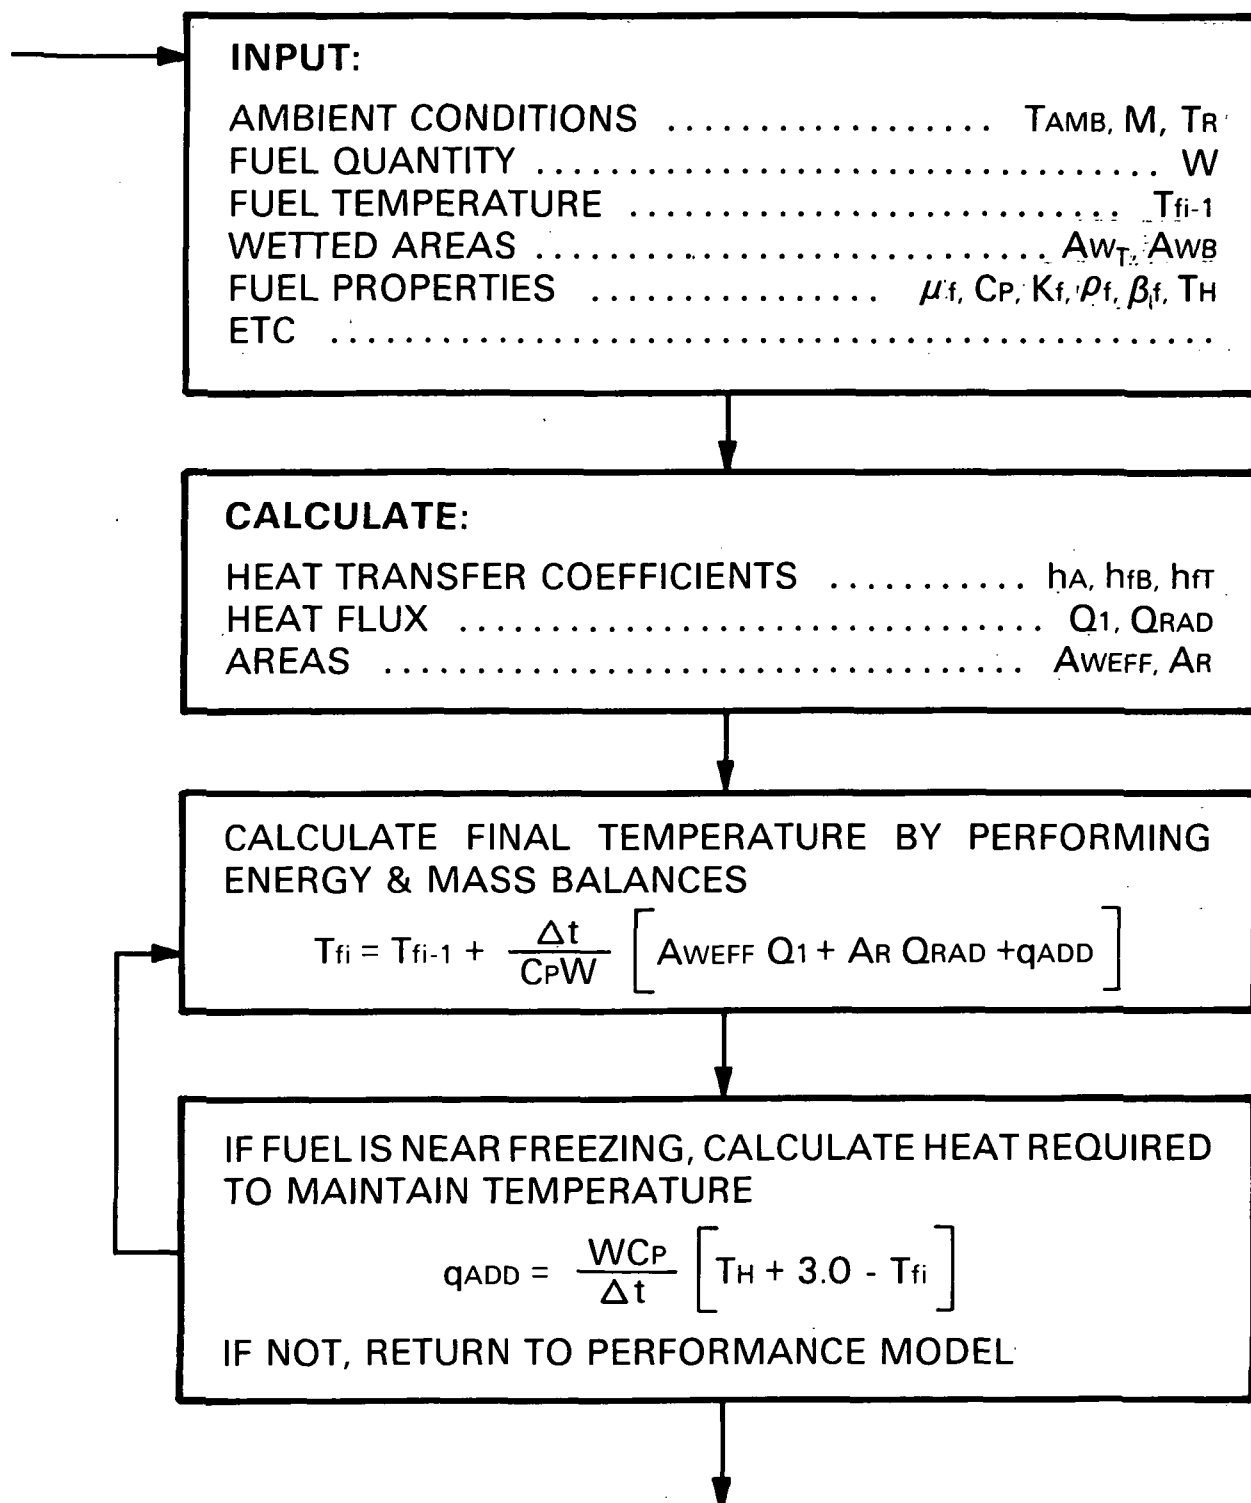 INPUT:
AMBIENT CONDITIONS .................. TAMB, M, TR
FUEL QUANTITY .................................. W
FUEL TEMPERATURE ........................... Tfi-1
WETTED AREAS ............................ AWT, AWB
FUEL PROPERTIES ................. μf, CP, Kf, ρf, βf, TH
ETC ................................................
CALCULATE:
HEAT TRANSFER COEFFICIENTS ........... hA, hfB, hfT
HEAT FLUX ................................. Q1, QRAD
AREAS ................................... AWEFF, AR
CALCULATE FINAL TEMPERATURE BY PERFORMING
ENERGY & MASS BALANCES
Tfi = Tfi-1 + Δt / CPW [ AWEFF Q1 + AR QRAD + qADD ]
IF FUEL IS NEAR FREEZING, CALCULATE HEAT REQUIRED
TO MAINTAIN TEMPERATURE
qADD = WCP / Δt [ TH + 3.0 - Tfi ]
IF NOT, RETURN TO PERFORMANCE MODEL